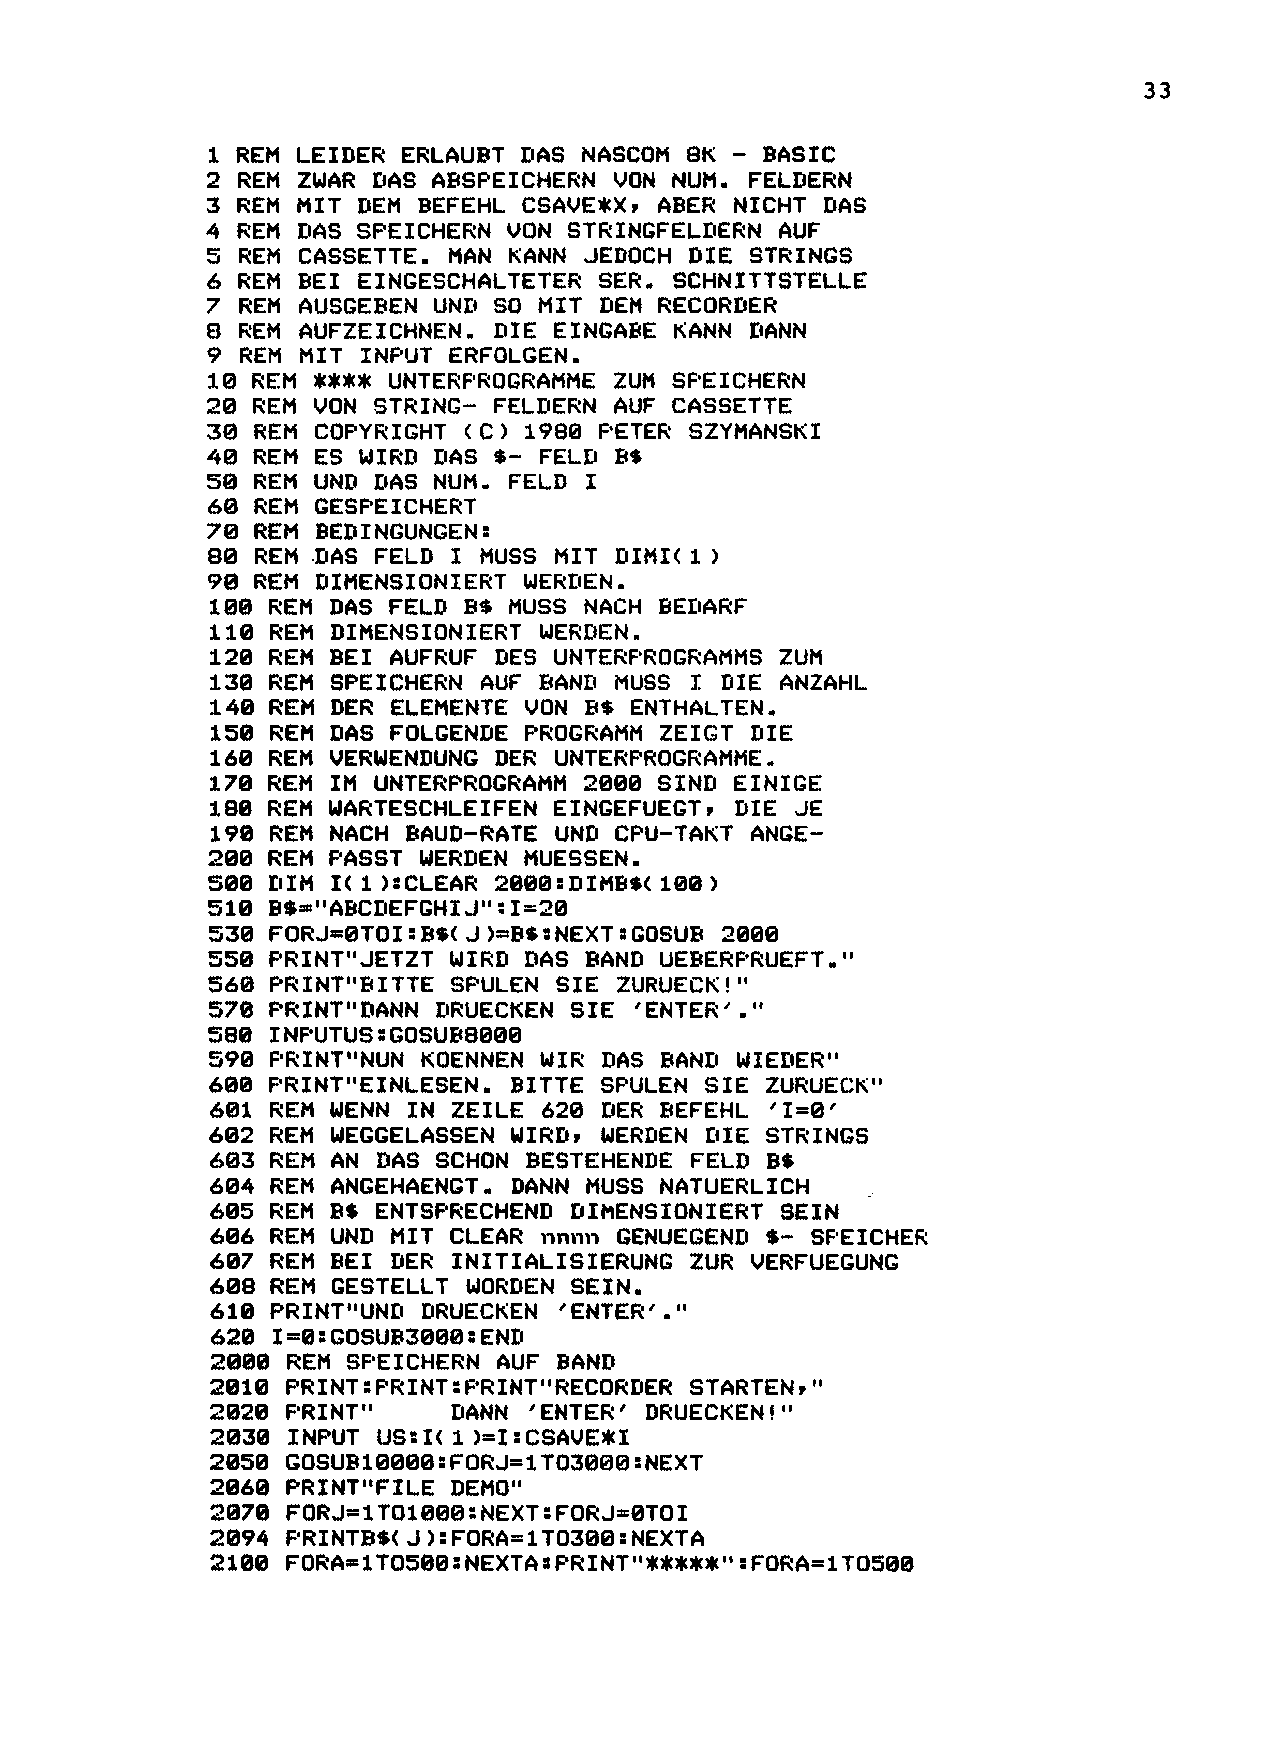 33
1 REM LEIDER ERLAUBT DAS NASCOM 8K - BASIC
2 REM ZWAR DAS ABSPEICHERN VON NUM. FELDERN
3 REM MIT DEM BEFEHL CSAVE*X, ABER NICHT DAS
4 REM DAS SPEICHERN VON STRINGFELDERN AUF
5 REM CASSETTE. MAN KANN JEDOCH DIE STRINGS
6 REM BEI EINGESCHALTETER SER. SCHNITTSTELLE
7 REM AUSGEBEN UND SO MIT DEM RECORDER
8 REM AUFZEICHNEN. DIE EINGABE KANN DANN
9 REM MIT INPUT ERFOLGEN.
10 REM **** UNTERPROGRAMME ZUM SPEICHERN
20 REM VON STRING- FELDERN AUF CASSETTE
30 REM COPYRIGHT (C) 1980 PETER SZYMANSKI
40 REM ES WIRD DAS $- FELD B$
50 REM UND DAS NUM. FELD I
60 REM GESPEICHERT
70 REM BEDINGUNGEN:
80 REM DAS FELD I MUSS MIT DIMI(1)
90 REM DIMENSIONIERT WERDEN.
100 REM DAS FELD B$ MUSS NACH BEDARF
110 REM DIMENSIONIERT WERDEN.
120 REM BEI AUFRUF DES UNTERPROGRAMMS ZUM
130 REM SPEICHERN AUF BAND MUSS I DIE ANZAHL
140 REM DER ELEMENTE VON B$ ENTHALTEN.
150 REM DAS FOLGENDE PROGRAMM ZEIGT DIE
160 REM VERWENDUNG DER UNTERPROGRAMME.
170 REM IM UNTERPROGRAMM 2000 SIND EINIGE
180 REM WARTESCHLEIFEN EINGEFUEGT, DIE JE
190 REM NACH BAUD-RATE UND CPU-TAKT ANGE-
200 REM PASST WERDEN MUESSEN.
500 DIM I(1):CLEAR 2000:DIMB$(100)
510 B$="ABCDEFGHIJ":I=20
530 FORJ=0TOI:B$(J)=B$:NEXT:GOSUB 2000
550 PRINT"JETZT WIRD DAS BAND UEBERPRUEFT."
560 PRINT"BITTE SPULEN SIE ZURUECK!"
570 PRINT"DANN DRUECKEN SIE 'ENTER'."
580 INPUTUS:GOSUB8000
590 PRINT"NUN KOENNEN WIR DAS BAND WIEDER"
600 PRINT"EINLESEN. BITTE SPULEN SIE ZURUECK"
601 REM WENN IN ZEILE 620 DER BEFEHL 'I=0'
602 REM WEGGELASSEN WIRD, WERDEN DIE STRINGS
603 REM AN DAS SCHON BESTEHENDE FELD B$
604 REM ANGEHAENGT. DANN MUSS NATUERLICH
605 REM B$ ENTSPRECHEND DIMENSIONIERT SEIN
606 REM UND MIT CLEAR nnnn GENUEGEND $- SPEICHER
607 REM BEI DER INITIALISIERUNG ZUR VERFUEGUNG
608 REM GESTELLT WORDEN SEIN.
610 PRINT"UND DRUECKEN 'ENTER'."
620 I=0:GOSUB3000:END
2000 REM SPEICHERN AUF BAND
2010 PRINT:PRINT:PRINT"RECORDER STARTEN,"
2020 PRINT"     DANN 'ENTER' DRUECKEN!"
2030 INPUT US:I(1)=I:CSAVE*I
2050 GOSUB10000:FORJ=1TO3000:NEXT
2060 PRINT"FILE DEMO"
2070 FORJ=1TO1000:NEXT:FORJ=0TOI
2094 PRINTB$(J):FORA=1TO300:NEXTA
2100 FORA=1TO500:NEXTA:PRINT"*****":FORA=1TO500